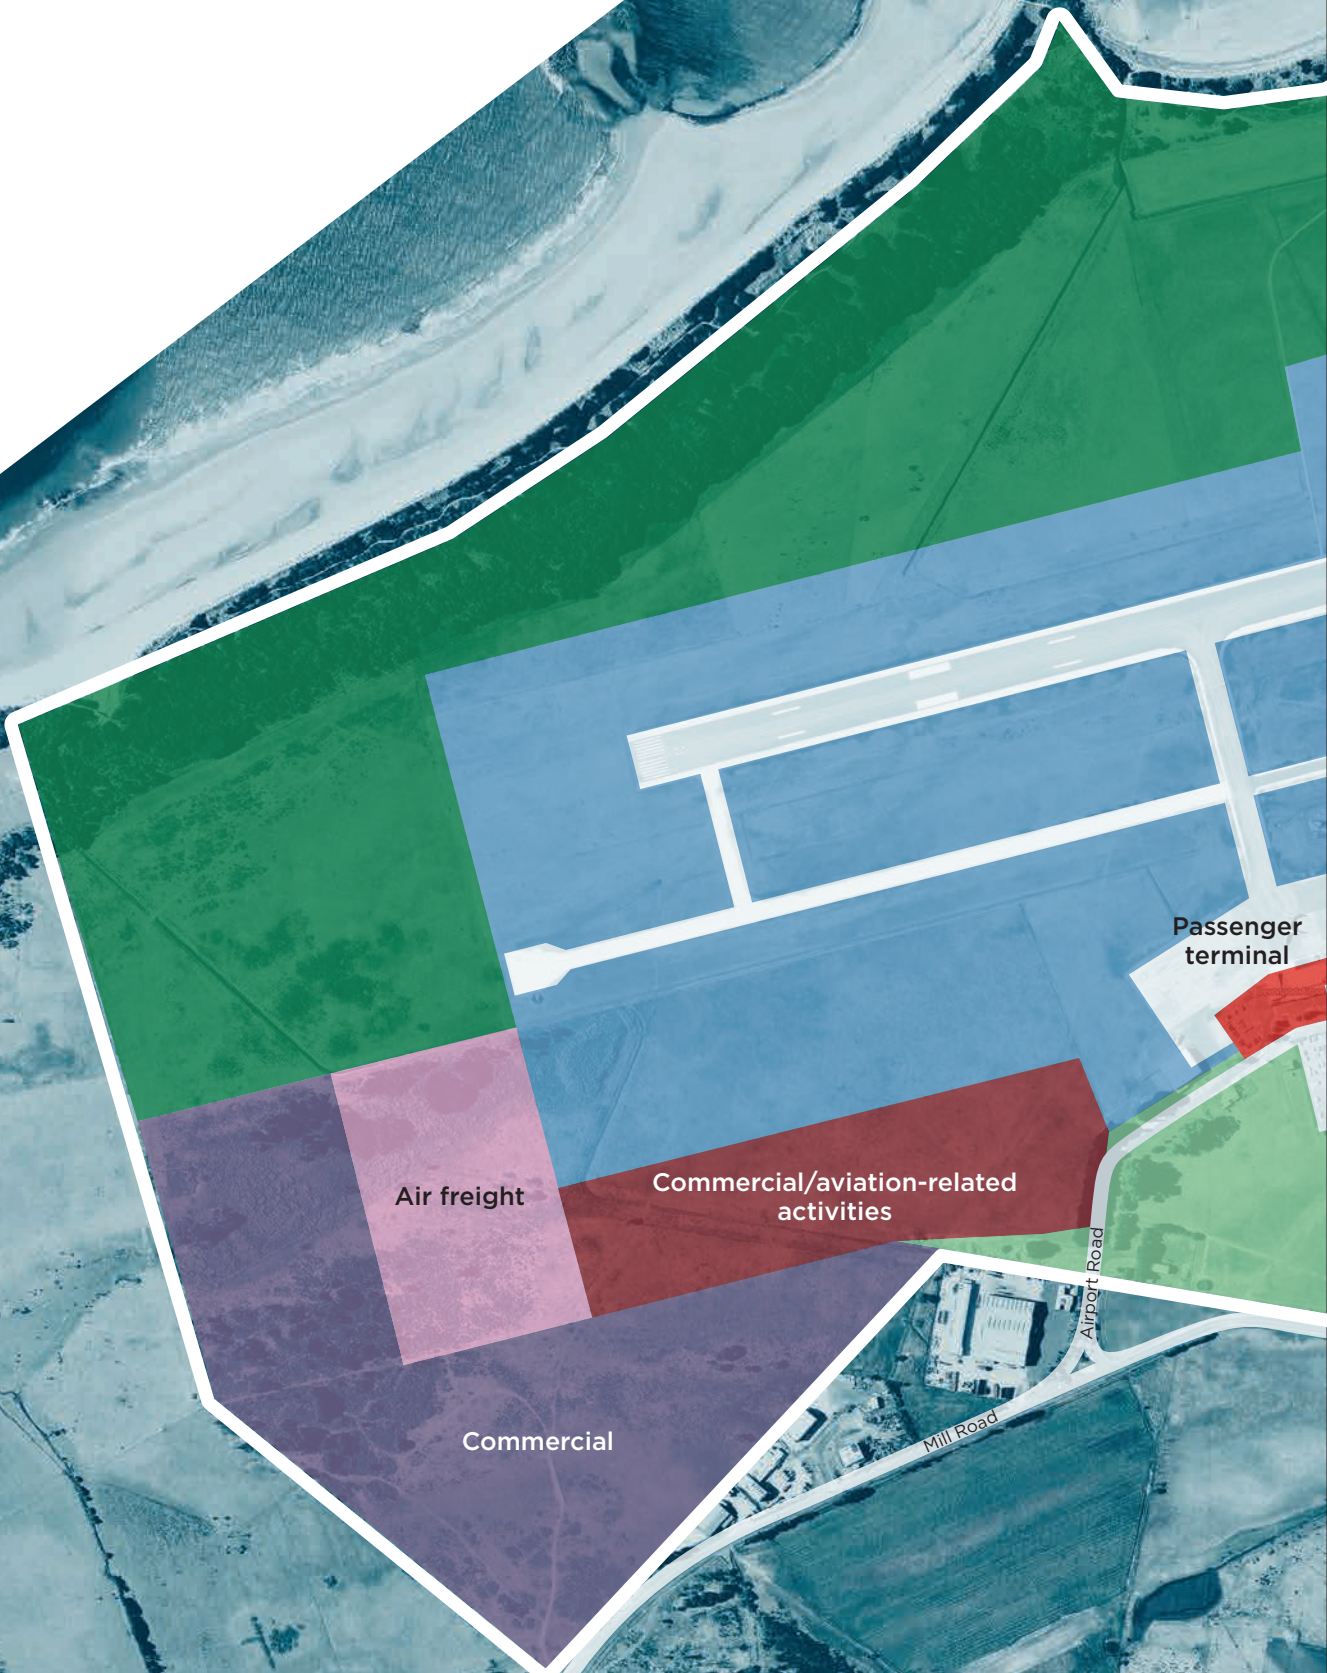 Passenger
terminal
Air freight
Commercial/aviation-related
activities
Airport Road
Mill Road
Commercial